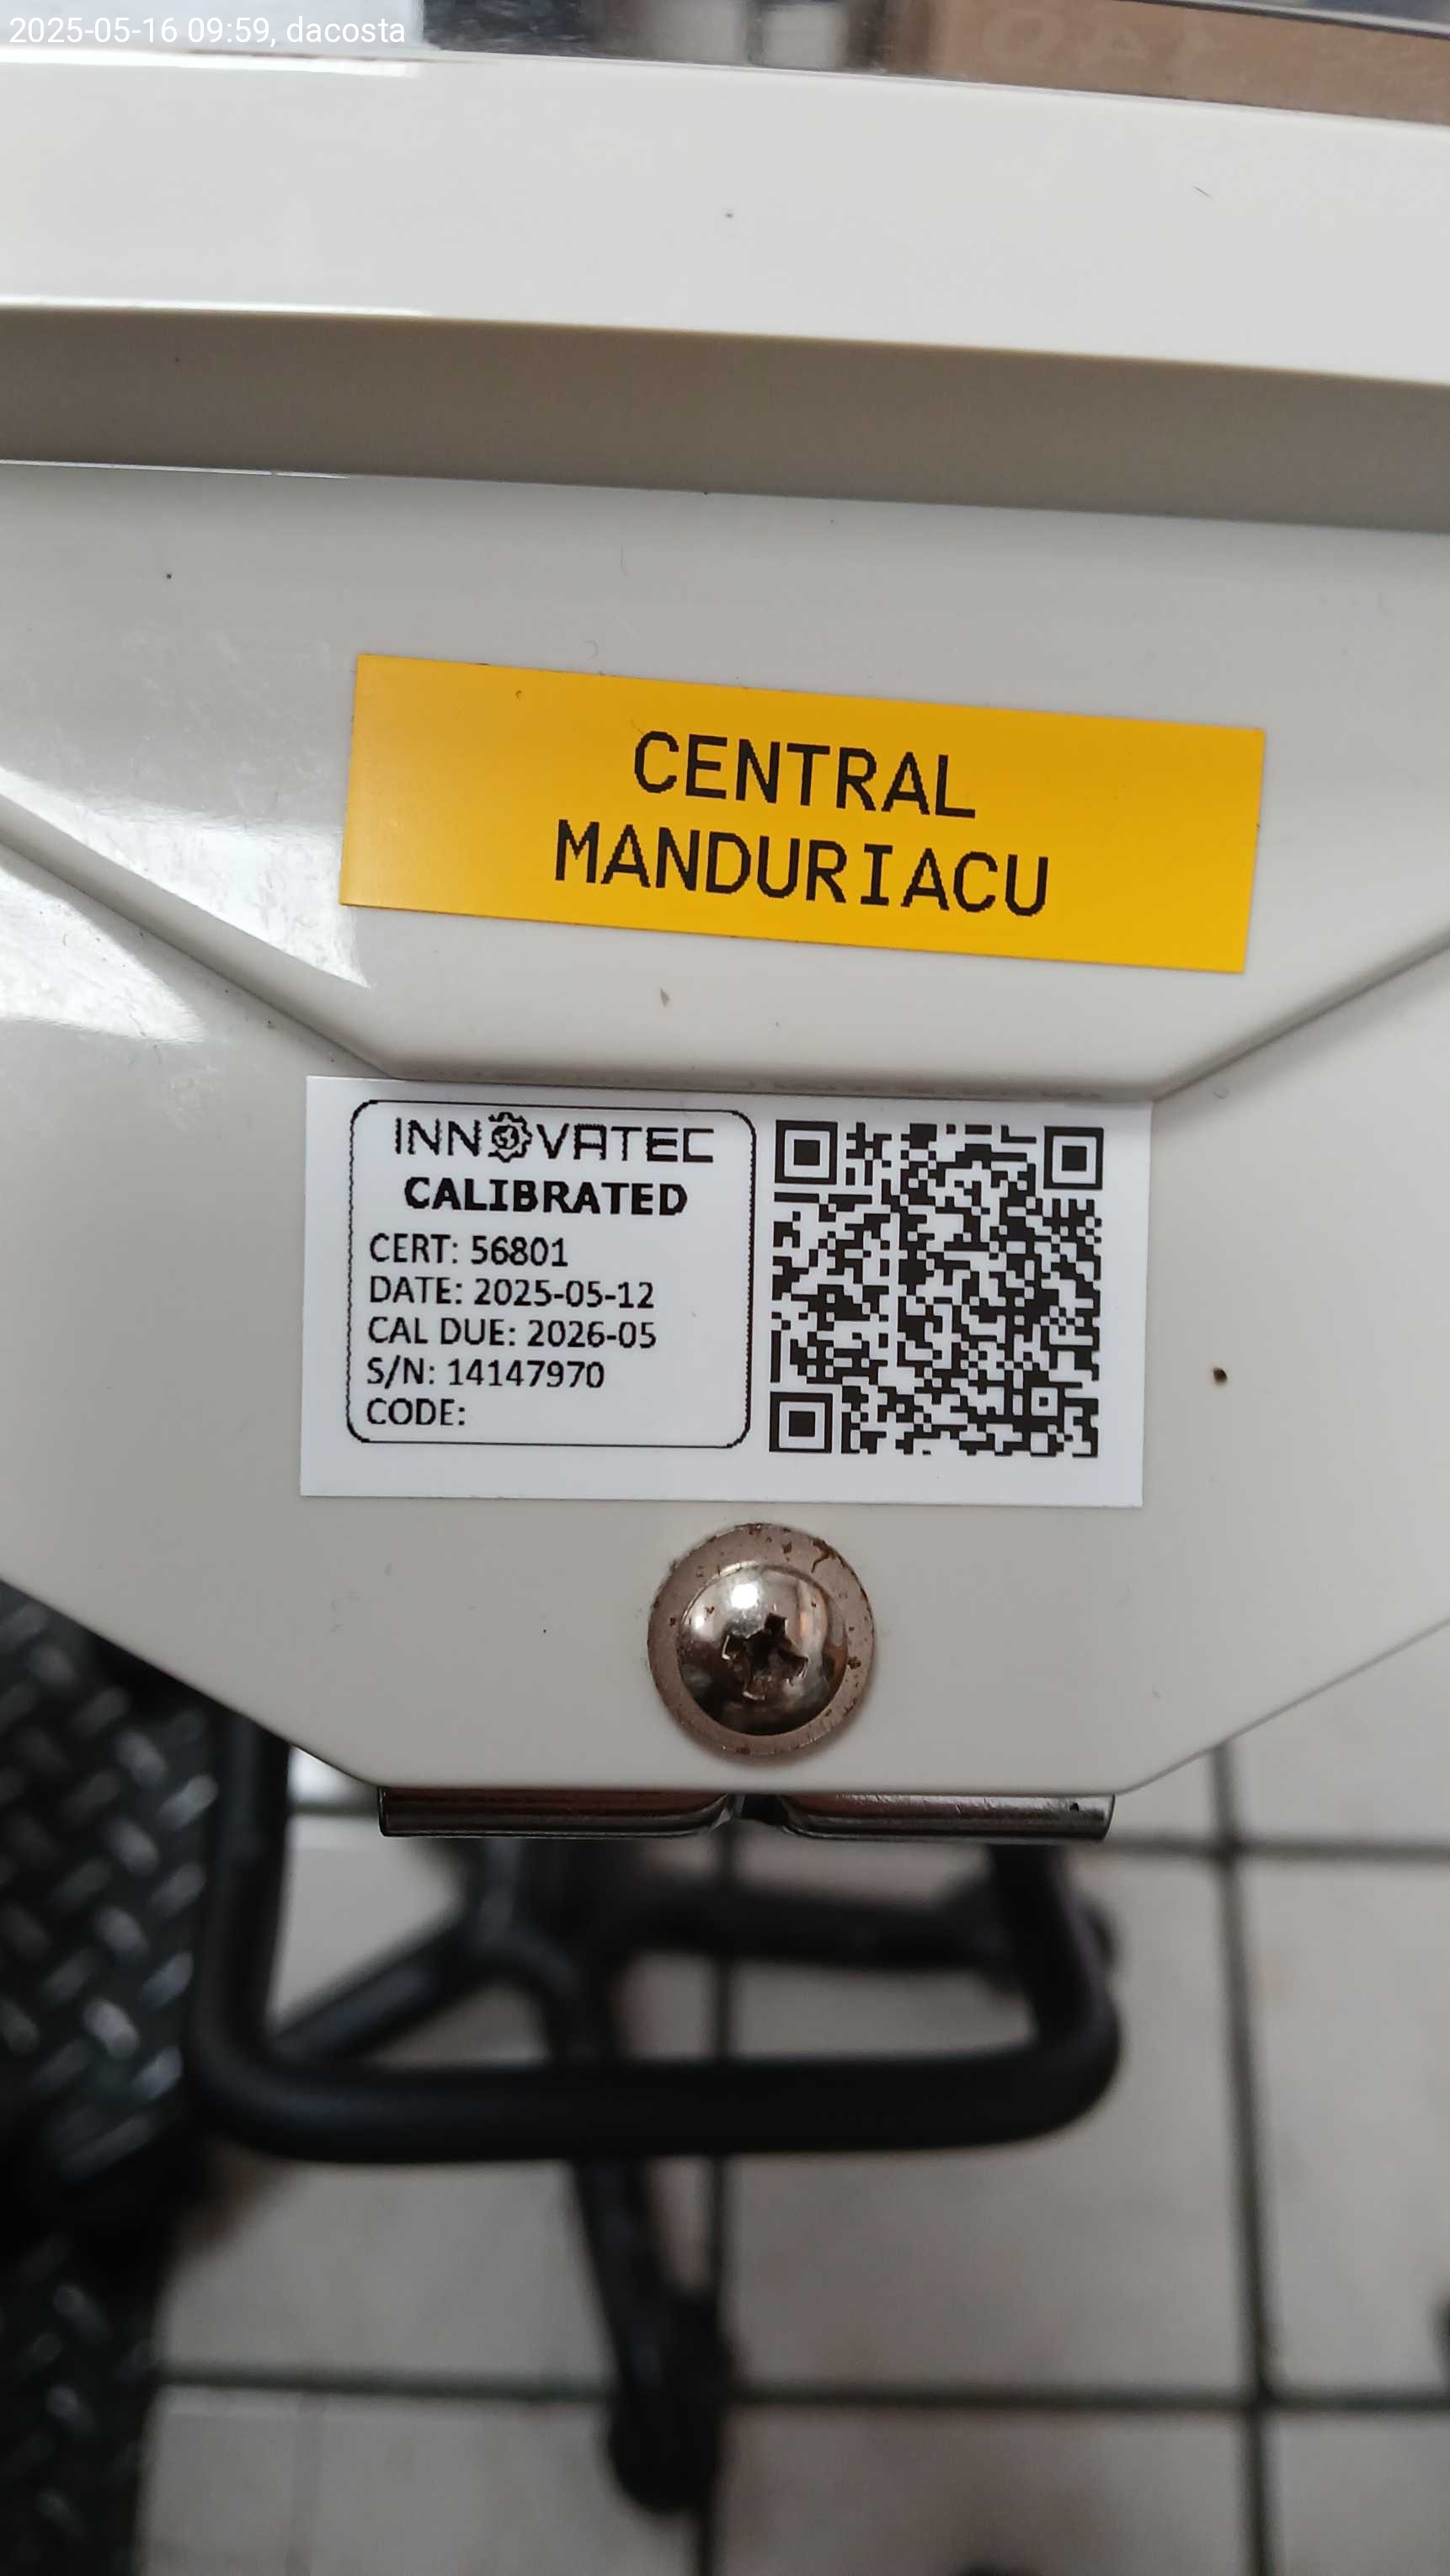 2025-05-16 09:59, dacosta
CENTRAL
MANDURIACU
INNOVATEC
CALIBRATED
CERT: 56801
DATE: 2025-05-12
CAL DUE: 2026-05
S/N: 14147970
CODE: